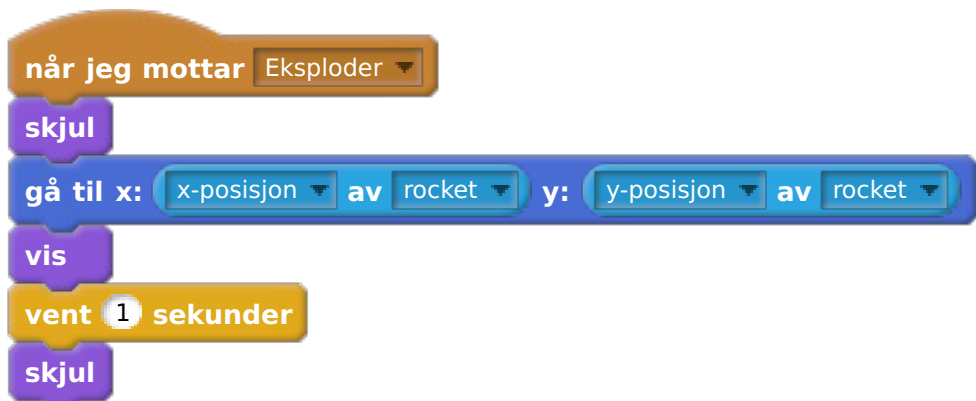 når jeg mottar Eksploder
skjul
gå til x: x-posisjon av rocket y: y-posisjon av rocket
vis
vent 1 sekunder
skjul